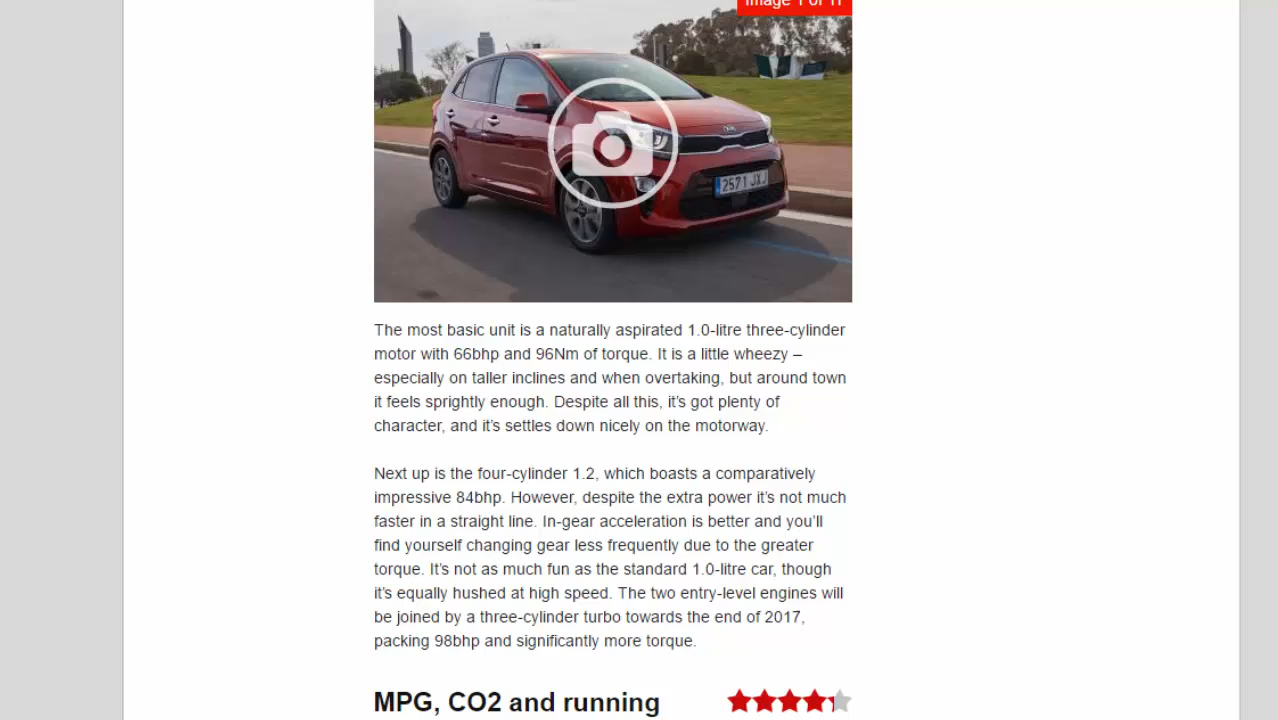 Image 1 of 11
2571 JXJ
The most basic unit is a naturally aspirated 1.0-litre three-cylinder
motor with 66bhp and 96Nm of torque. It is a little wheezy –
especially on taller inclines and when overtaking, but around town
it feels sprightly enough. Despite all this, it’s got plenty of
character, and it’s settles down nicely on the motorway.
Next up is the four-cylinder 1.2, which boasts a comparatively
impressive 84bhp. However, despite the extra power it’s not much
faster in a straight line. In-gear acceleration is better and you’ll
find yourself changing gear less frequently due to the greater
torque. It’s not as much fun as the standard 1.0-litre car, though
it’s equally hushed at high speed. The two entry-level engines will
be joined by a three-cylinder turbo towards the end of 2017,
packing 98bhp and significantly more torque.
MPG, CO2 and running